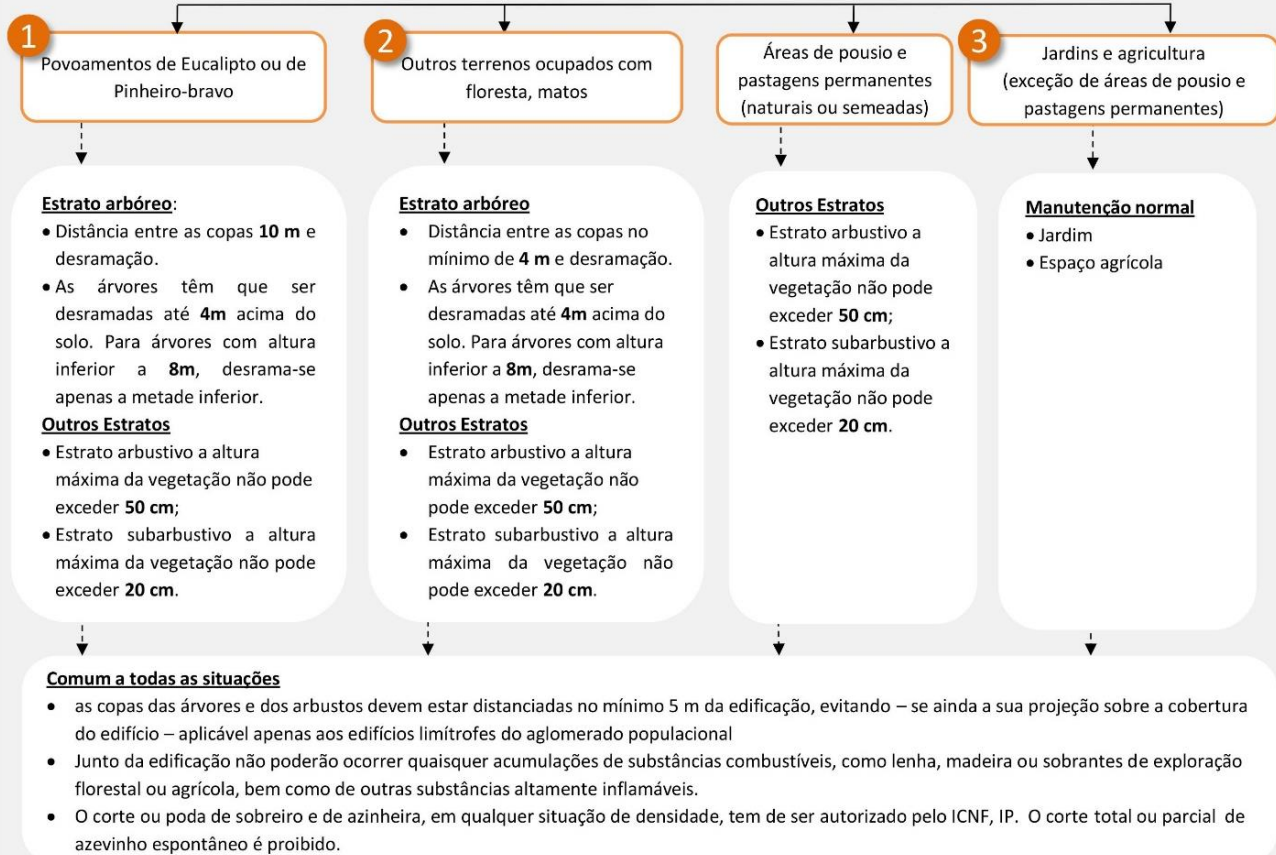 1
Povoamentos de Eucalipto ou de
Pinheiro-bravo
2
Outros terrenos ocupados com
floresta, matos
Áreas de pousio e
pastagens permanentes
(naturais ou semeadas)
3
Jardins e agricultura
(exceção de áreas de pousio e
pastagens permanentes)
Estrato arbóreo:
• Distância entre as copas 10 m e
desramação.
• As árvores têm que ser
desramadas até 4m acima do
solo. Para árvores com altura
inferior a 8m, desrama-se
apenas a metade inferior.
Outros Estratos
• Estrato arbustivo a altura
máxima da vegetação não pode
exceder 50 cm;
• Estrato subarbustivo a altura
máxima da vegetação não pode
exceder 20 cm.
Estrato arbóreo
• Distância entre as copas no
mínimo de 4 m e desramação.
• As árvores têm que ser
desramadas até 4m acima do
solo. Para árvores com altura
inferior a 8m, desrama-se
apenas a metade inferior.
Outros Estratos
• Estrato arbustivo a altura
máxima da vegetação não
pode exceder 50 cm;
• Estrato subarbustivo a altura
máxima da vegetação não
pode exceder 20 cm.
Outros Estratos
• Estrato arbustivo a
altura máxima da
vegetação não pode
exceder 50 cm;
• Estrato subarbustivo a
altura máxima da
vegetação não pode
exceder 20 cm.
Manutenção normal
• Jardim
• Espaço agrícola
Comum a todas as situações
• as copas das árvores e dos arbustos devem estar distanciadas no mínimo 5 m da edificação, evitando – se ainda a sua projeção sobre a cobertura
do edifício – aplicável apenas aos edifícios limítrofes do aglomerado populacional
• Junto da edificação não poderão ocorrer quaisquer acumulações de substâncias combustíveis, como lenha, madeira ou sobrantes de exploração
florestal ou agrícola, bem como de outras substâncias altamente inflamáveis.
• O corte ou poda de sobreiro e de azinheira, em qualquer situação de densidade, tem de ser autorizado pelo ICNF, IP. O corte total ou parcial de
azevinho espontâneo é proibido.